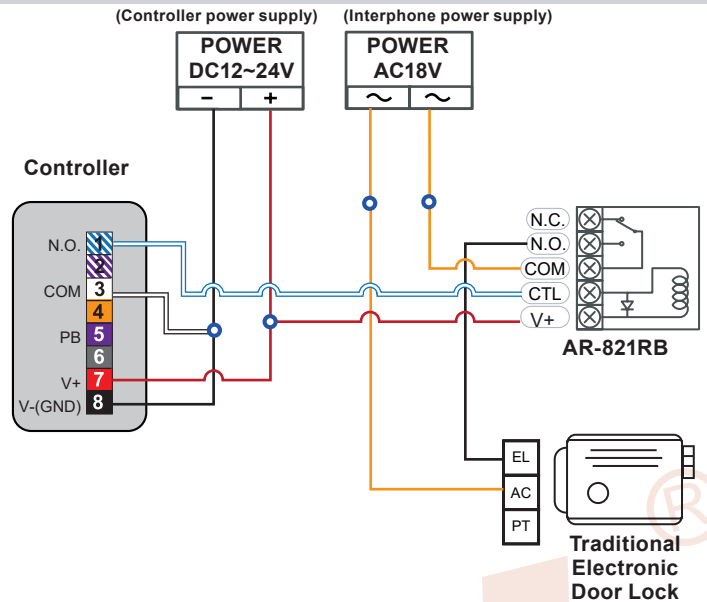 (Controller power supply)
(Interphone power supply)
POWER
DC12~24V
− +
POWER
AC18V
~ ~
Controller
N.O. 1
2
COM 3
4
PB 5
6
V+ 7
V-(GND) 8
N.C.
N.O.
COM
CTL
V+
AR-821RB
EL
AC
PT
Traditional
Electronic
Door Lock
®